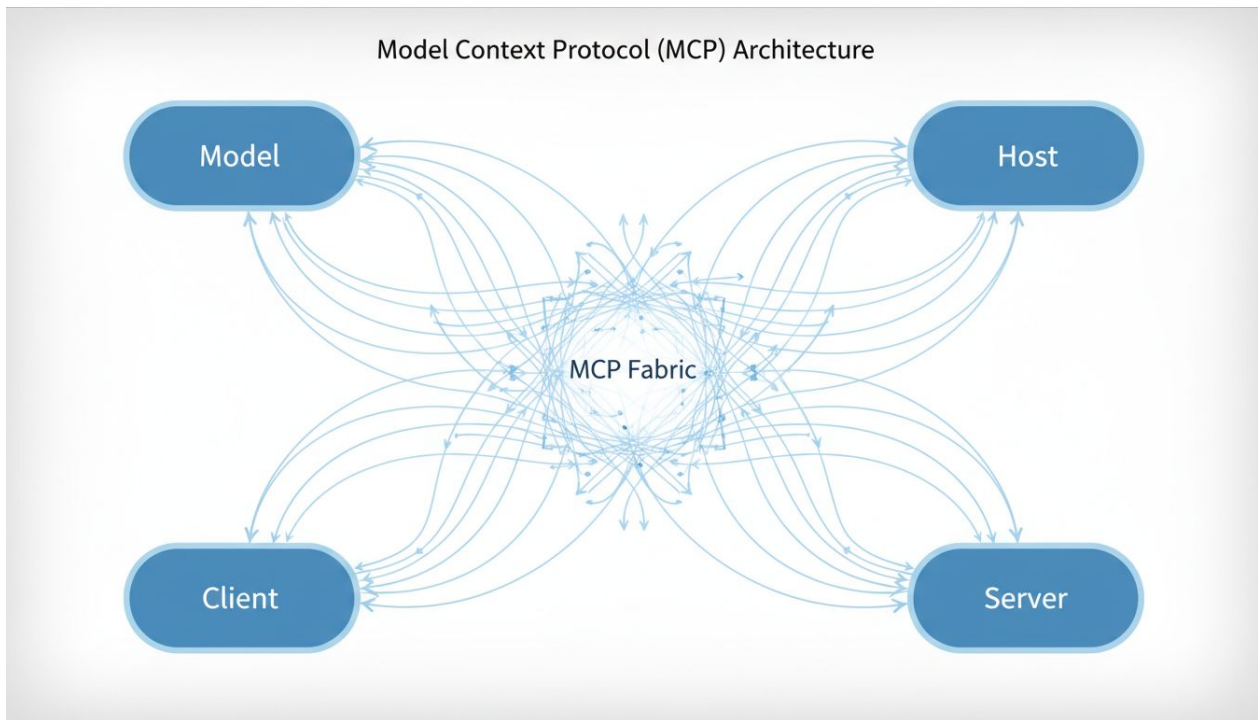 Model Context Protocol (MCP) Architecture
Model
Host
MCP Fabric
Client
Server